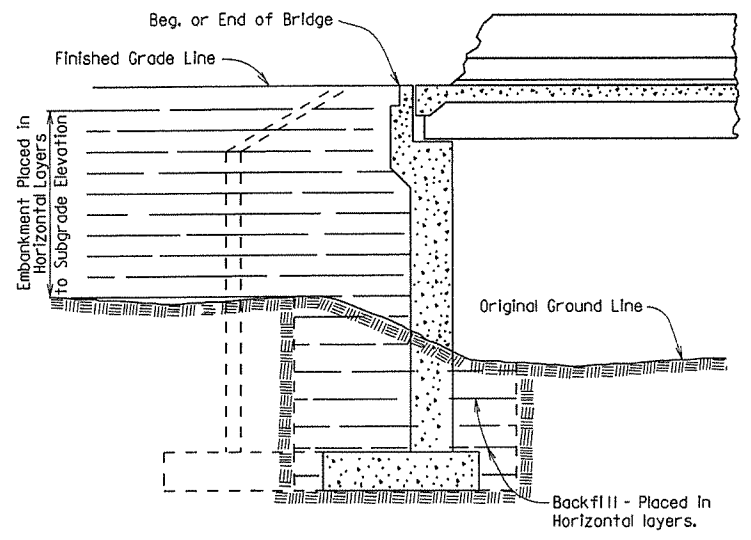 Beg. or End of Bridge
Finished Grade Line
Embankment Placed in
Horizontal Layers
to Subgrade Elevation
Original Ground Line
Backfill - Placed in
Horizontal layers.